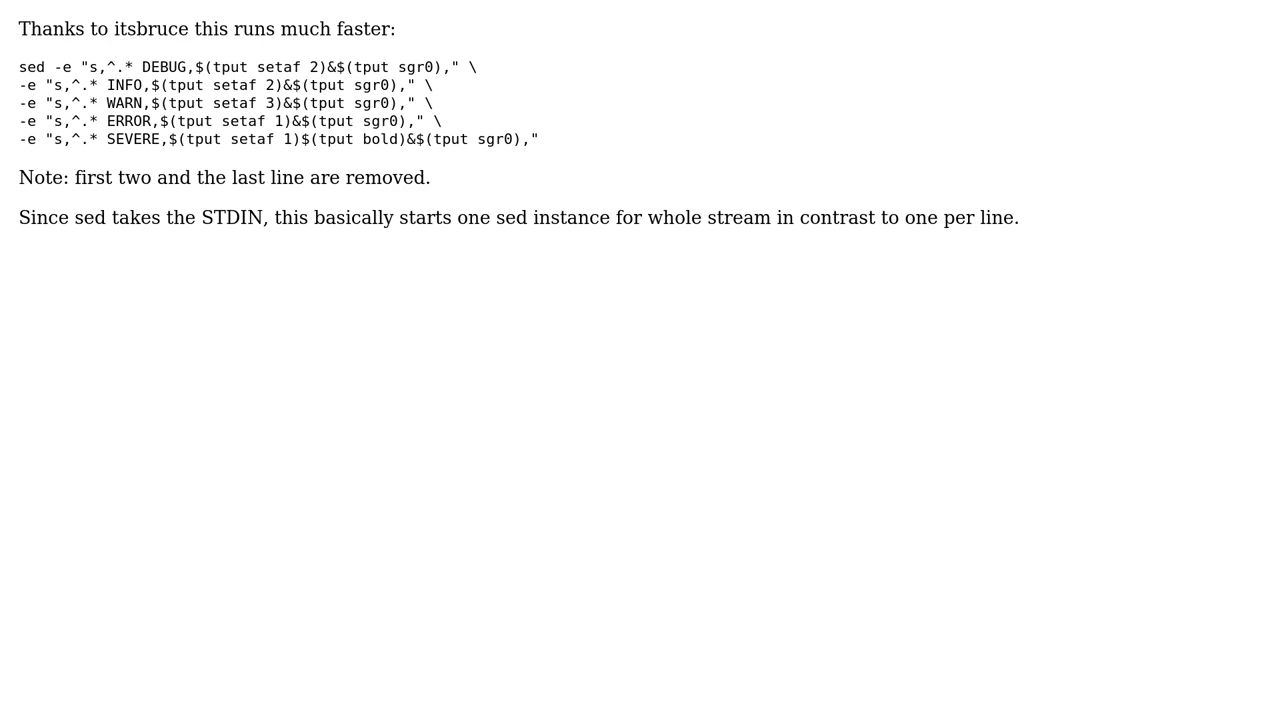 Thanks to itsbruce this runs much faster:
sed -e "s,^.* DEBUG,$(tput setaf 2)&$(tput sgr0)," \
-e "s,^.* INFO,$(tput setaf 2)&$(tput sgr0)," \
-e "s,^.* WARN,$(tput setaf 3)&$(tput sgr0)," \
-e "s,^.* ERROR,$(tput setaf 1)&$(tput sgr0)," \
-e "s,^.* SEVERE,$(tput setaf 1)$(tput bold)&$(tput sgr0),"
Note: first two and the last line are removed.
Since sed takes the STDIN, this basically starts one sed instance for whole stream in contrast to one per line.